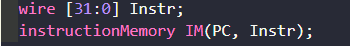 wire [31:0] Instr;
instructionMemory IM(PC, Instr);